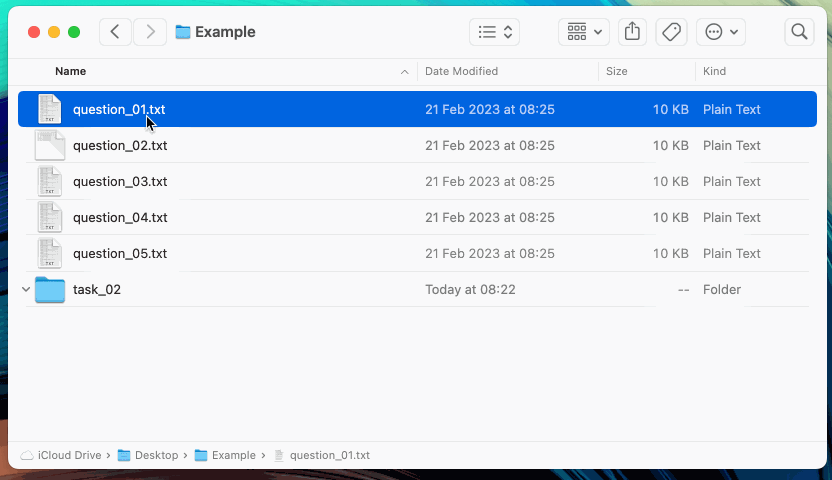 Example
Name Date Modified Size Kind
question_01.txt 21 Feb 2023 at 08:25 10 KB Plain Text
question_02.txt 21 Feb 2023 at 08:25 10 KB Plain Text
question_03.txt 21 Feb 2023 at 08:25 10 KB Plain Text
question_04.txt 21 Feb 2023 at 08:25 10 KB Plain Text
question_05.txt 21 Feb 2023 at 08:25 10 KB Plain Text
task_02 Today at 08:22 -- Folder
iCloud Drive › Desktop › Example › question_01.txt